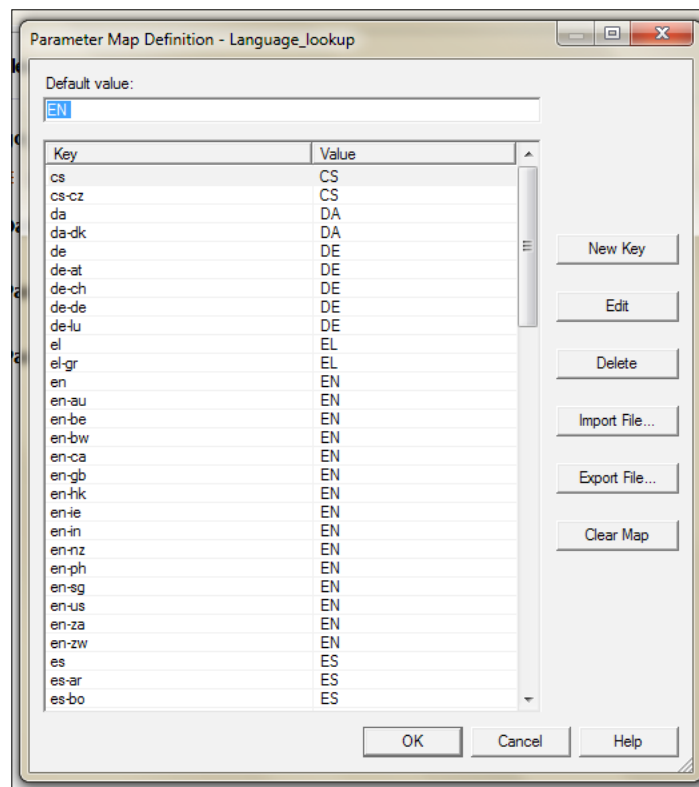 Parameter Map Definition - Language_lookup
Default value:
EN
Key Value
cs CS
cs-cz CS
da DA
da-dk DA
de DE
de-at DE
de-ch DE
de-de DE
de-lu DE
el EL
el-gr EL
en EN
en-au EN
en-be EN
en-bw EN
en-ca EN
en-gb EN
en-hk EN
en-ie EN
en-in EN
en-nz EN
en-ph EN
en-sg EN
en-us EN
en-za EN
en-zw EN
es ES
es-ar ES
es-bo ES
New Key
Edit
Delete
Import File...
Export File...
Clear Map
OK Cancel Help